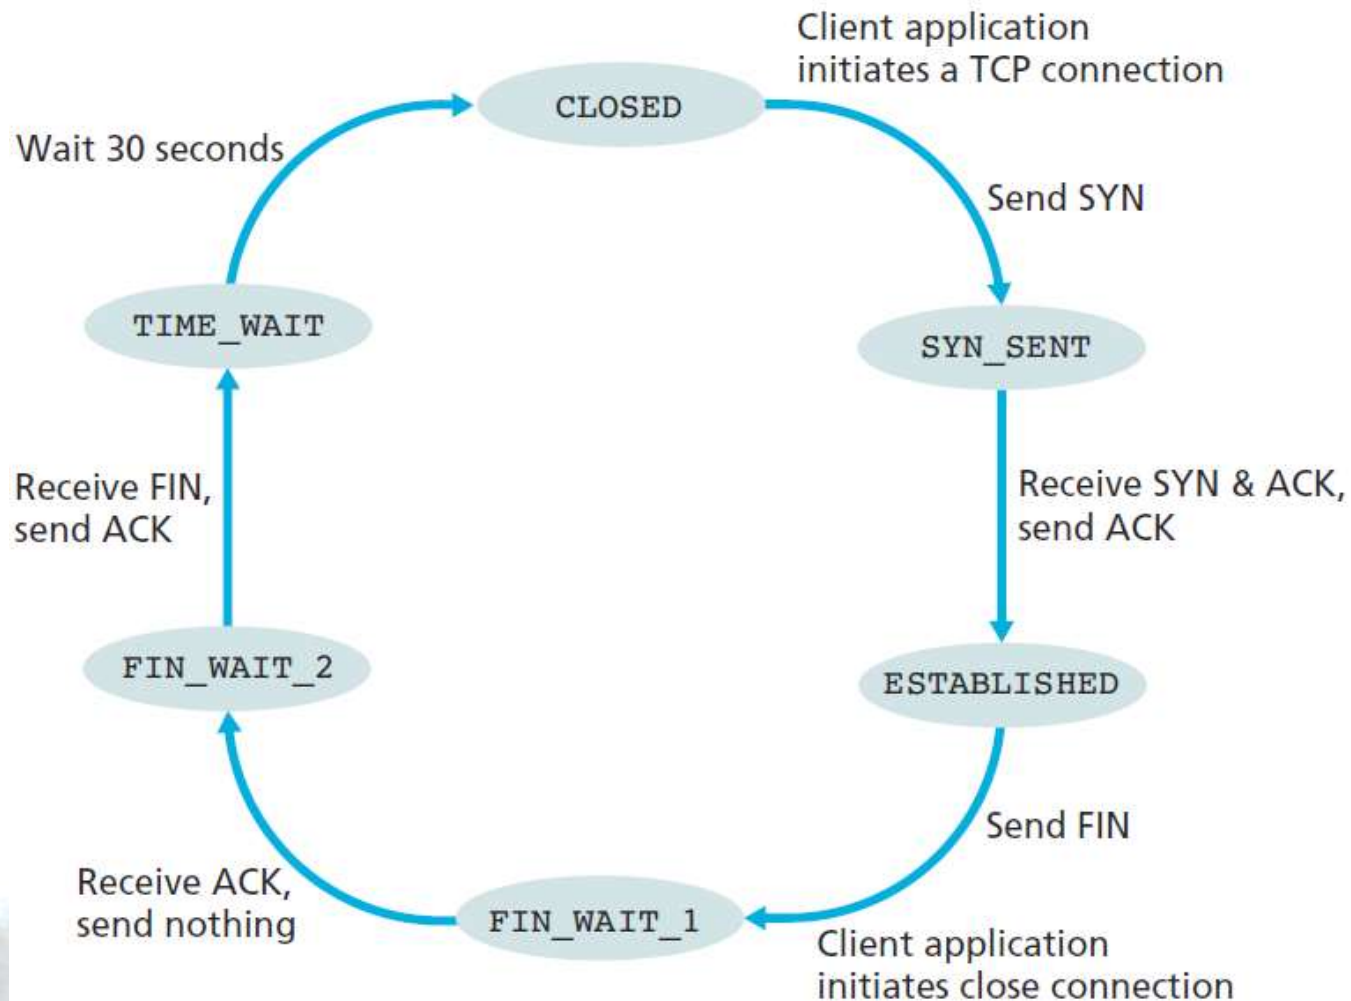 Client application
initiates a TCP connection
CLOSED
Wait 30 seconds
Send SYN
TIME_WAIT
SYN_SENT
Receive SYN & ACK,
send ACK
Receive FIN,
send ACK
FIN_WAIT_2
ESTABLISHED
Send FIN
Receive ACK,
send nothing
FIN_WAIT_1
Client application
initiates close connection